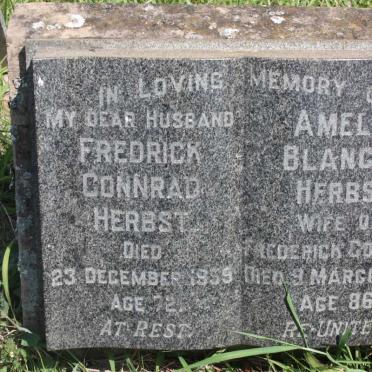 IN LOVING MEMORY
MY DEAR HUSBAND
FREDRICK
CONNRAD
HERBST
DIED
23 DECEMBER 1959
AGE 72.
AT REST.
AMEL
BLANC
HERBS
WIFE O
FREDERICK CO
DIED 9 MARC
AGE 86
RE-UNITE